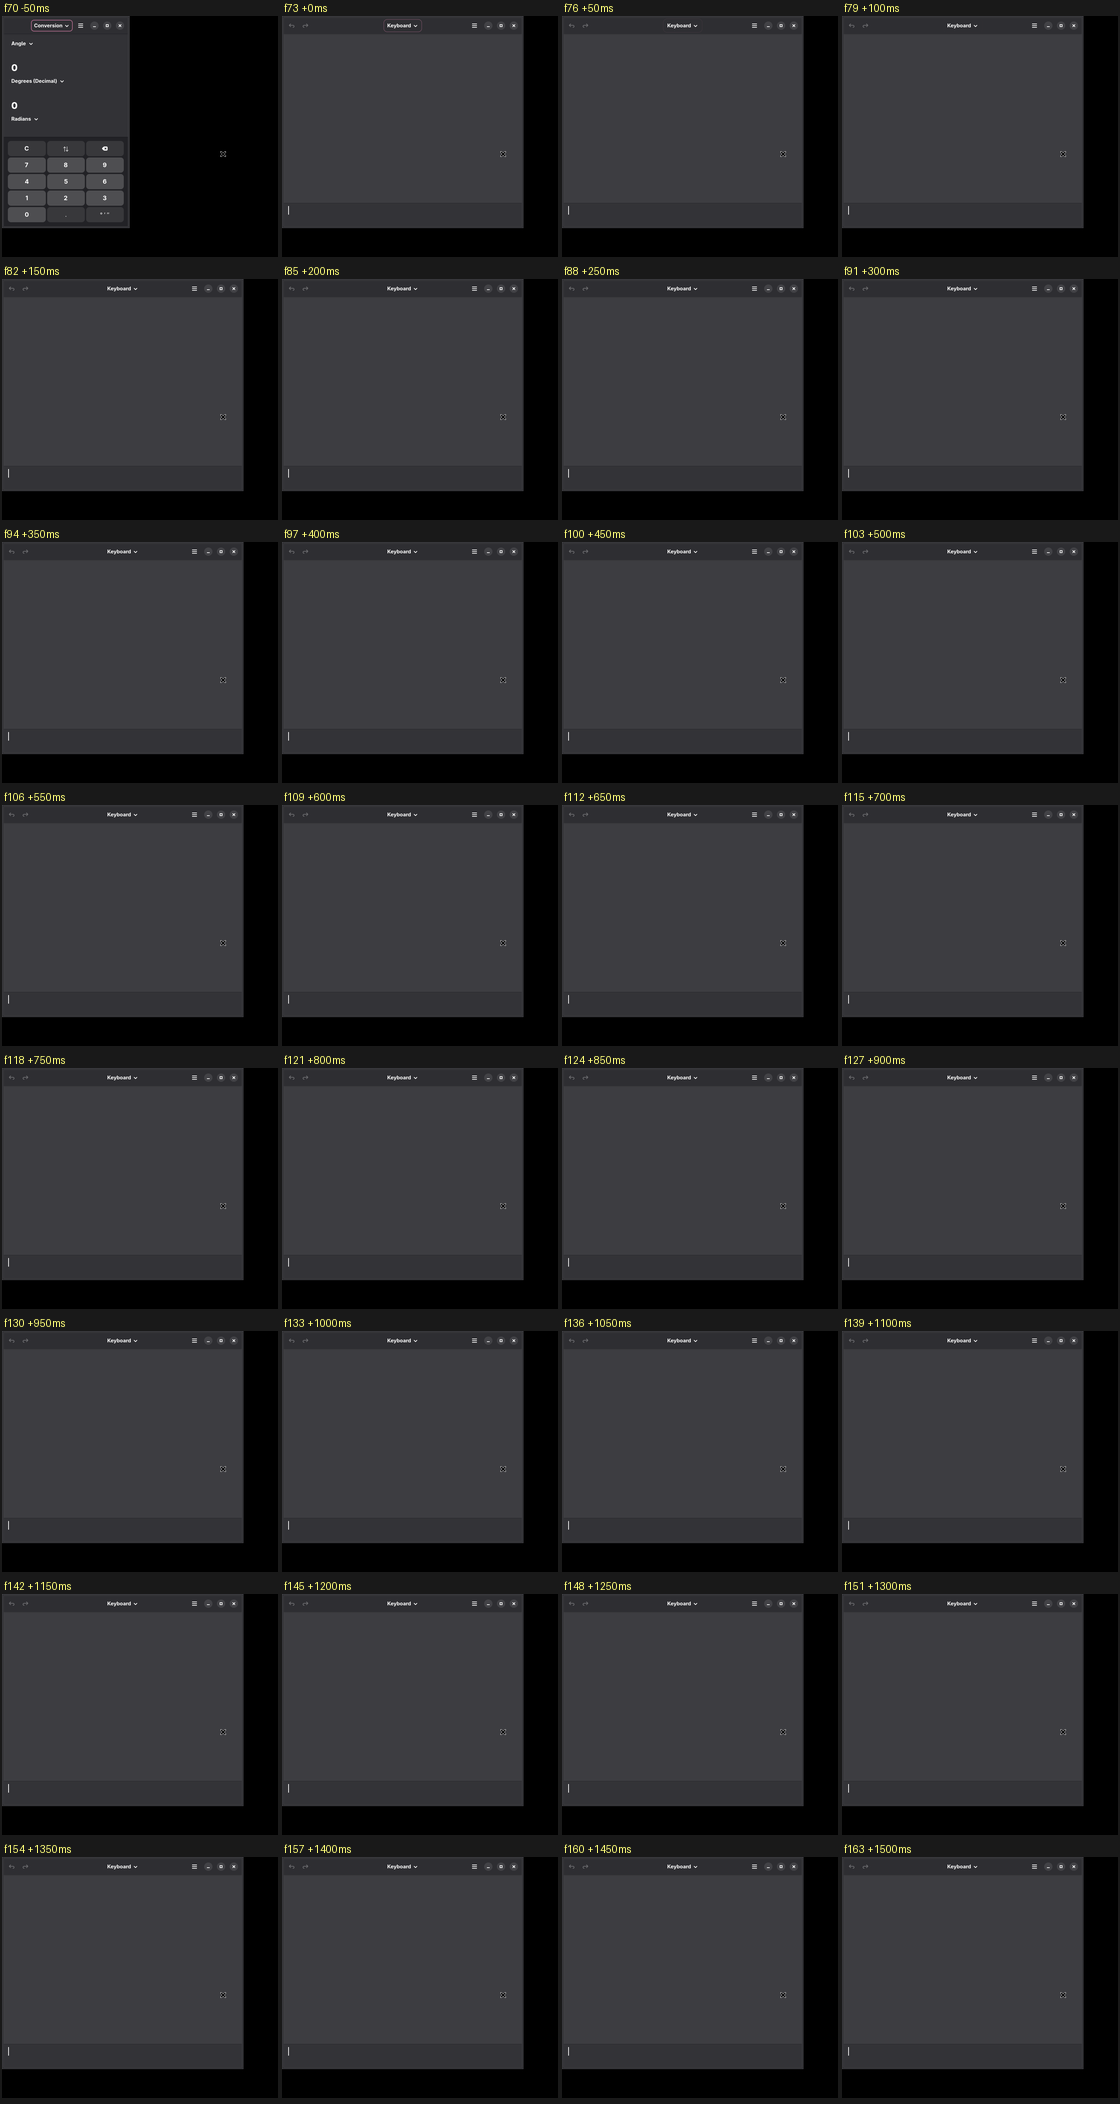 f70 -50ms
f73 +0ms
f76 +50ms
f79 +100ms
Conversion
Keyboard
Keyboard
Keyboard
Angle
0
Degrees (Decimal)
0
Radians
C
7 8 9
4 5 6
1 2 3
0 .
f82 +150ms
f85 +200ms
f88 +250ms
f91 +300ms
Keyboard
Keyboard
Keyboard
Keyboard
f94 +350ms
f97 +400ms
f100 +450ms
f103 +500ms
Keyboard
Keyboard
Keyboard
Keyboard
f106 +550ms
f109 +600ms
f112 +650ms
f115 +700ms
Keyboard
Keyboard
Keyboard
Keyboard
f118 +750ms
f121 +800ms
f124 +850ms
f127 +900ms
Keyboard
Keyboard
Keyboard
Keyboard
f130 +950ms
f133 +1000ms
f136 +1050ms
f139 +1100ms
Keyboard
Keyboard
Keyboard
Keyboard
f142 +1150ms
f145 +1200ms
f148 +1250ms
f151 +1300ms
Keyboard
Keyboard
Keyboard
Keyboard
f154 +1350ms
f157 +1400ms
f160 +1450ms
f163 +1500ms
Keyboard
Keyboard
Keyboard
Keyboard